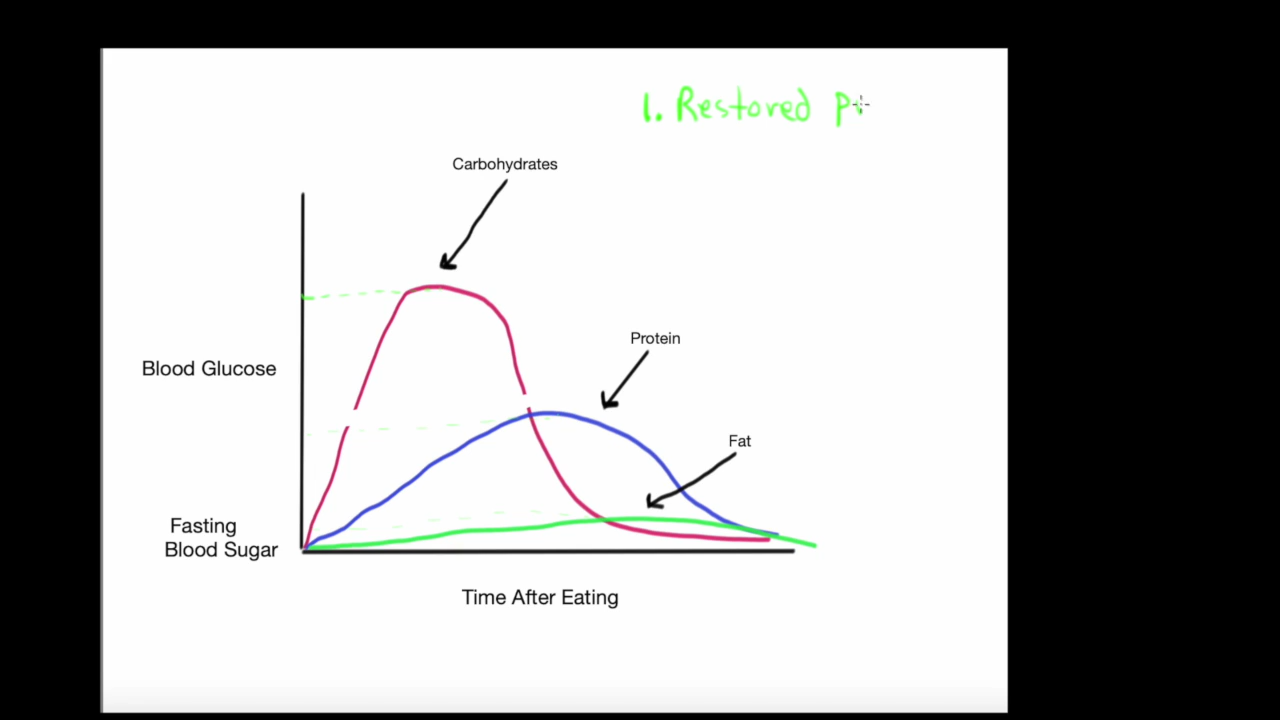 1. Restored
Carbohydrates
Protein
Blood Glucose
Fat
Fasting
Blood Sugar
Time After Eating